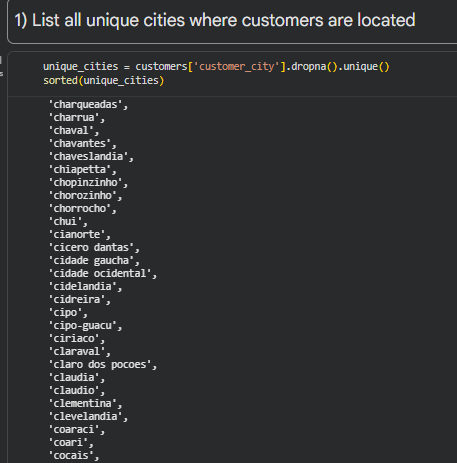 1) List all unique cities where customers are located
unique_cities = customers['customer_city'].dropna().unique()
sorted(unique_cities)
'charqueadas',
'charrua',
'chaval',
'chavantes',
'chaveslandia',
'chiapetta',
'chopinzinho',
'chorozinho',
'chorrocho',
'chui',
'cianorte',
'cicero dantas',
'cidade gaucha',
'cidade ocidental',
'cidelandia',
'cidreira',
'cipo',
'cipo-guacu',
'ciriaco',
'claraval',
'claro dos pocoes',
'claudia',
'claudio',
'clementina',
'clevelandia',
'coaraci',
'coari',
'cocais',